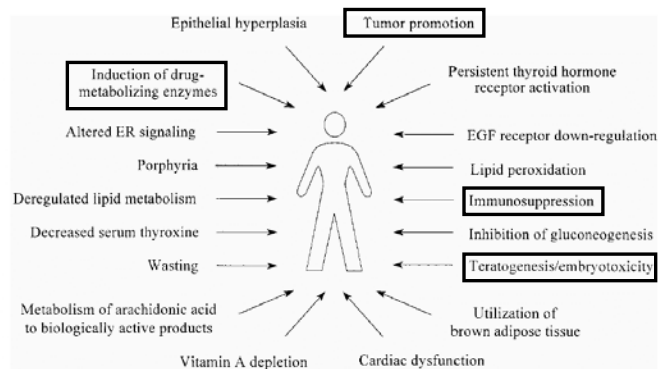 Epithelial hyperplasia
Tumor promotion
Induction of drug-
metabolizing enzymes
Persistent thyroid hormone
receptor activation
Altered ER signaling
EGF receptor down-regulation
Porphyria
Lipid peroxidation
Deregulated lipid metabolism
Immunosuppression
Decreased serum thyroxine
Inhibition of gluconeogenesis
Wasting
Teratogenesis/embryotoxicity
Metabolism of arachidonic acid
to biologically active products
Utilization of
brown adipose tissue
Vitamin A depletion
Cardiac dysfunction